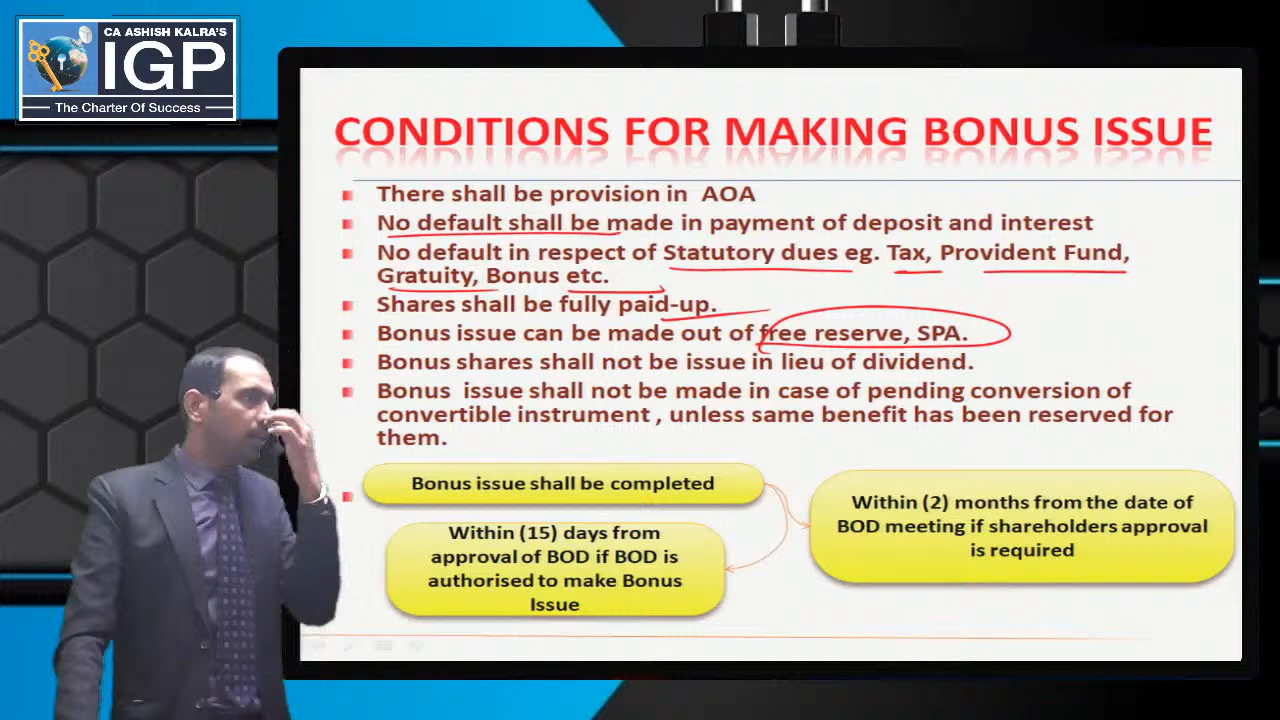 CA ASHISH KALRA'S
IGP
The Charter Of Success
CONDITIONS FOR MAKING BONUS ISSUE
There shall be provision in AOA
No default shall be made in payment of deposit and interest
No default in respect of Statutory dues eg. Tax, Provident Fund,
Gratuity, Bonus etc.
Shares shall be fully paid-up.
Bonus issue can be made out of free reserve, SPA.
Bonus shares shall not be issue in lieu of dividend.
Bonus issue shall not be made in case of pending conversion of
convertible instrument , unless same benefit has been reserved for
them.
Bonus issue shall be completed
Within (15) days from
approval of BOD if BOD is
authorised to make Bonus
Issue
Within (2) months from the date of
BOD meeting if shareholders approval
is required